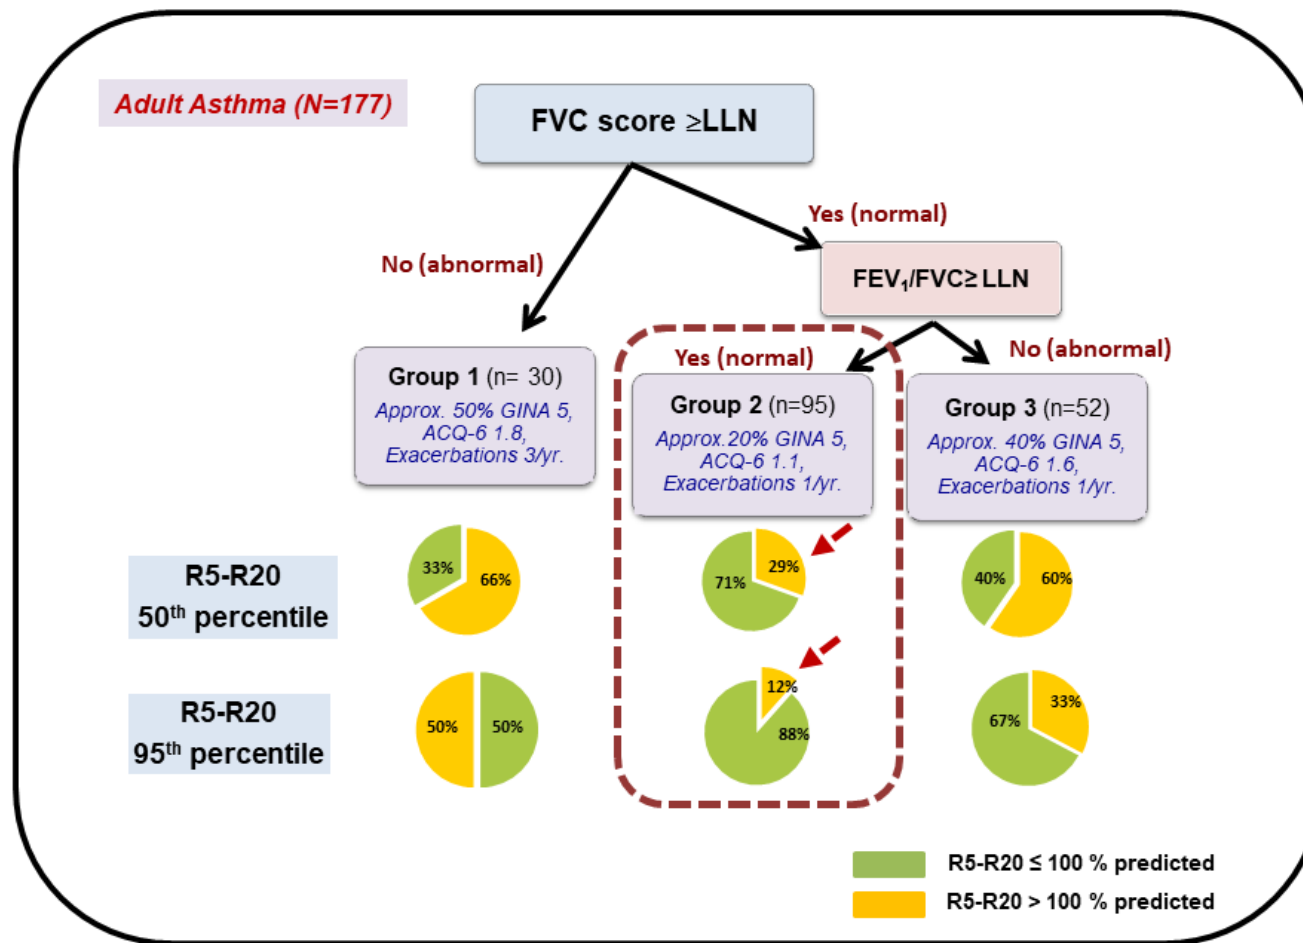 Adult Asthma (N=177)
FVC score ≥LLN
Yes (normal)
No (abnormal)
FEV₁/FVC≥ LLN
Yes (normal)
No (abnormal)
Group 1 (n= 30)
Approx. 50% GINA 5,
ACQ-6 1.8,
Exacerbations 3/yr.
Group 2 (n=95)
Approx.20% GINA 5,
ACQ-6 1.1,
Exacerbations 1/yr.
Group 3 (n=52)
Approx. 40% GINA 5,
ACQ-6 1.6,
Exacerbations 1/yr.
R5-R20
50th percentile
33%
66%
71%
29%
40%
60%
R5-R20
95th percentile
50%
50%
12%
88%
67%
33%
R5-R20 ≤ 100 % predicted
R5-R20 > 100 % predicted